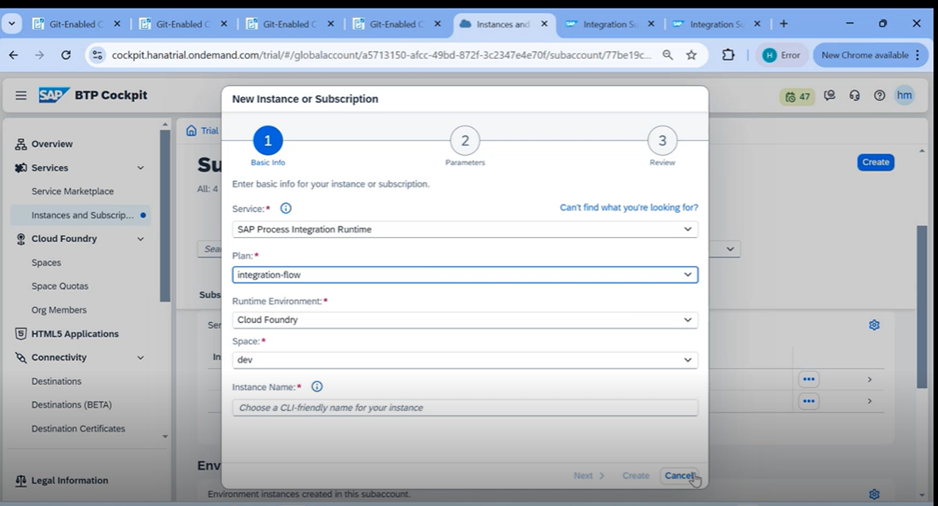 Git-Enabled C
Git-Enabled C
Git-Enabled C
Git-Enabled C
Instances and
Integration Su
Integration Su
cockpit.hanatrial.ondemand.com/trial/#/globalaccount/a5713150-afcc-49bd-872f-3c2347e4e70f/subaccount/77be19c...
H
Error
New Chrome available
SAP BTP Cockpit
47
hm
Overview
Services
Service Marketplace
Instances and Subscrip...
Cloud Foundry
Spaces
Space Quotas
Org Members
HTML5 Applications
Connectivity
Destinations
Destinations (BETA)
Destination Certificates
Legal Information
Trial
Su
All: 4
Create
Sea
Subs
Ser
In
New Instance or Subscription
1 2 3
Basic Info Parameters Review
Enter basic info for your instance or subscription.
Service:* Can't find what you're looking for?
SAP Process Integration Runtime
Plan:*
integration-flow
Runtime Environment:*
Cloud Foundry
Space:*
dev
Instance Name:*
Choose a CLI-friendly name for your instance
Next Create Cancel
Env
Environment instances created in this subaccount.